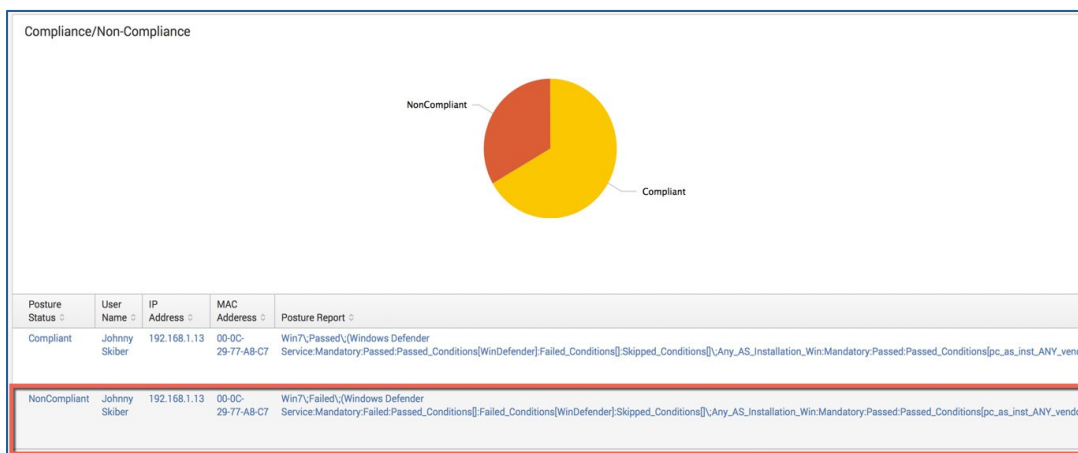 Compliance/Non-Compliance
NonCompliant
Compliant
Posture Status
User Name
IP Address
MAC Adderess
Posture Report
Compliant
Johnny Skiber
192.168.1.13
00-0C-
29-77-A8-C7
Win7\;Passed\;(Windows Defender
Service:Mandatory:Passed:Passed_Conditions[WinDefender]:Failed_Conditions[]:Skipped_Conditions[]\;Any_AS_Installation_Win:Mandatory:Passed:Passed_Conditions[pc_as_inst_ANY_vend
NonCompliant
Johnny Skiber
192.168.1.13
00-0C-
29-77-A8-C7
Win7\;Failed\;(Windows Defender
Service:Mandatory:Failed:Passed_Conditions[]:Failed_Conditions[WinDefender]:Skipped_Conditions[]\;Any_AS_Installation_Win:Mandatory:Passed:Passed_Conditions[pc_as_inst_ANY_vend